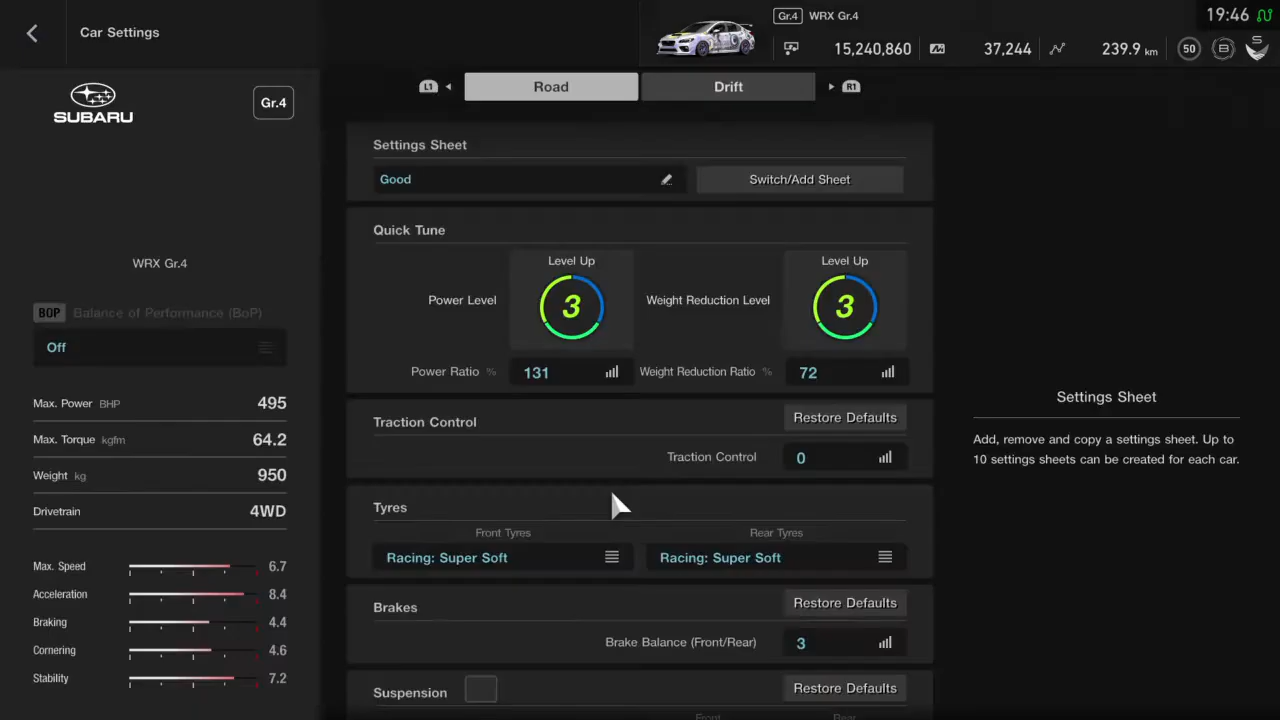 Car Settings
Gr.4 WRX Gr.4
19:46
15,240,860 37,244 239.9 km 50 B S
L1 Road Drift R1
SUBARU
Gr.4
Settings Sheet
Good Switch/Add Sheet
Quick Tune
WRX Gr.4
Level Up Level Up
Power Level 3 Weight Reduction Level 3
BOP Balance of Performance (BoP)
Off
Power Ratio % 131 Weight Reduction Ratio % 72
Max. Power BHP 495
Max. Torque kgfm 64.2
Weight kg 950
Drivetrain 4WD
Max. Speed 6.7
Acceleration 8.4
Braking 4.4
Cornering 4.6
Stability 7.2
Traction Control Restore Defaults
Traction Control 0
Tyres
Front Tyres Rear Tyres
Racing: Super Soft Racing: Super Soft
Brakes Restore Defaults
Brake Balance (Front/Rear) 3
Suspension Restore Defaults
Front Rear
Settings Sheet
Add, remove and copy a settings sheet. Up to
10 settings sheets can be created for each car.